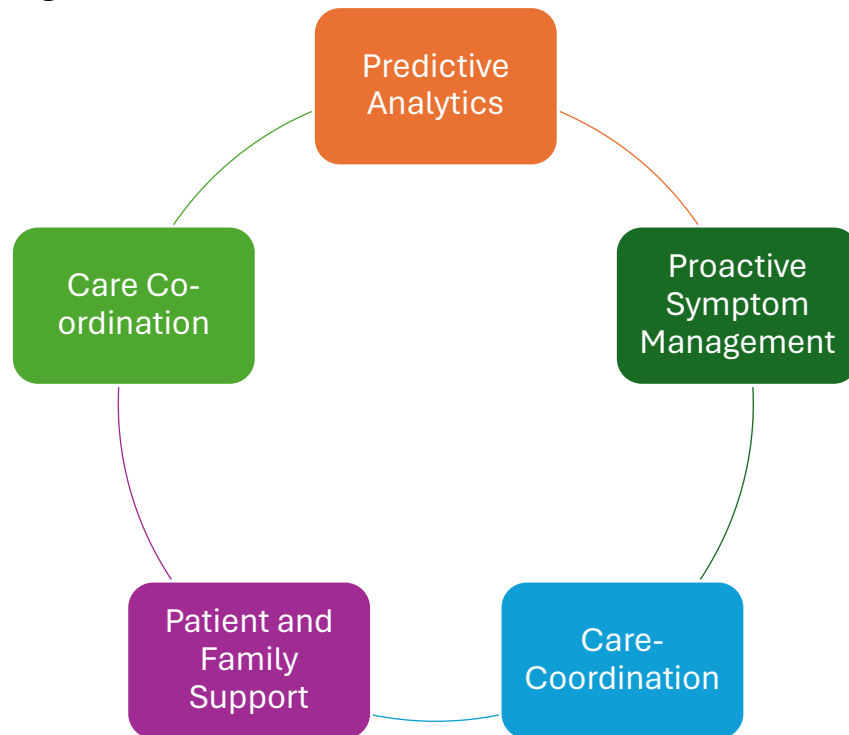 Predictive
Analytics
Proactive
Symptom
Management
Care-
Coordination
Patient and
Family
Support
Care Co-
ordination